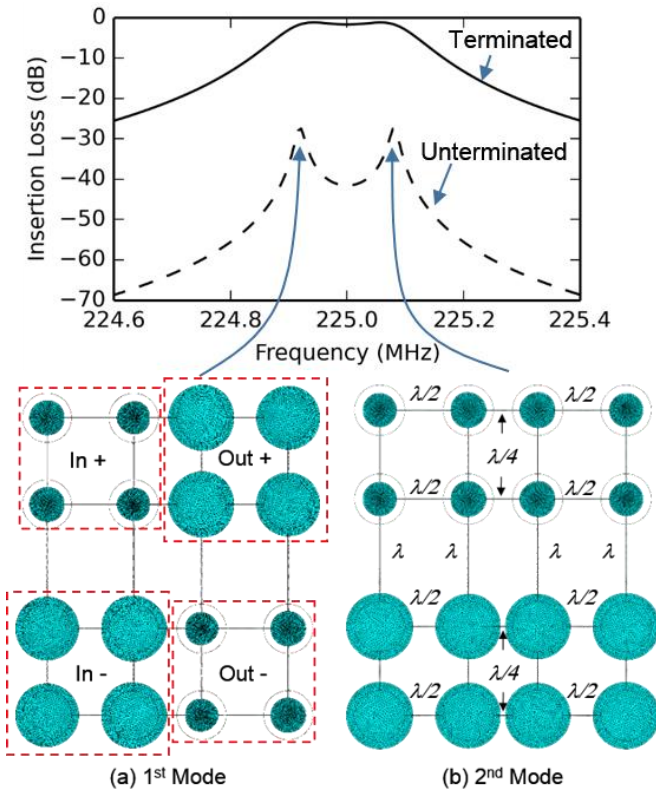 0
−10
−20
−30
−40
−50
−60
−70
Insertion Loss (dB)
Terminated
Unterminated
224.6 224.8 225.0 225.2 225.4
Frequency (MHz)
In +
Out +
In -
Out -
(a) 1st Mode
λ/2 λ/2
λ/4
λ/2 λ/2
λ λ λ λ
λ/2 λ/2
λ/4
λ/2 λ/2
(b) 2nd Mode